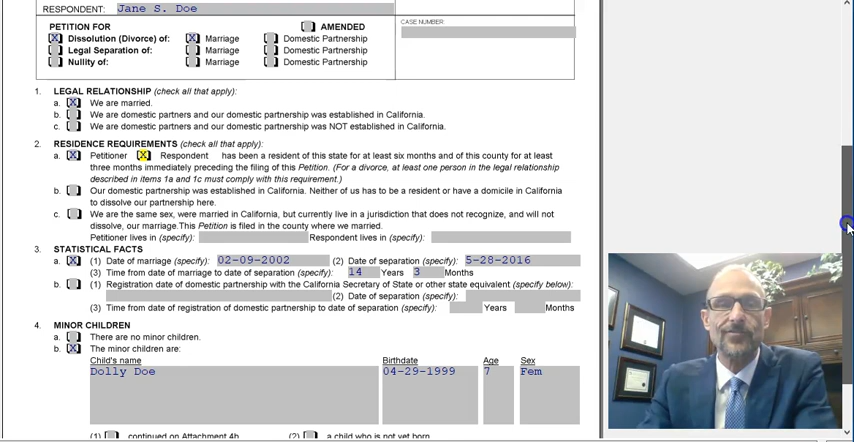 RESPONDENT: Jane S. Doe
PETITION FOR
AMENDED
CASE NUMBER:
[X] Dissolution (Divorce) of: [X] Marriage [ ] Domestic Partnership
[ ] Legal Separation of: [ ] Marriage [ ] Domestic Partnership
[ ] Nullity of: [ ] Marriage [ ] Domestic Partnership
1. LEGAL RELATIONSHIP (check all that apply):
a. [X] We are married.
b. [ ] We are domestic partners and our domestic partnership was established in California.
c. [ ] We are domestic partners and our domestic partnership was NOT established in California.
2. RESIDENCE REQUIREMENTS (check all that apply):
a. [X] Petitioner [X] Respondent has been a resident of this state for at least six months and of this county for at least
three months immediately preceding the filing of this Petition. (For a divorce, at least one person in the legal relationship
described in items 1a and 1c must comply with this requirement.)
b. [ ] Our domestic partnership was established in California. Neither of us has to be a resident or have a domicile in California
to dissolve our partnership here.
c. [ ] We are the same sex, were married in California, but currently live in a jurisdiction that does not recognize, and will not
dissolve, our marriage.This Petition is filed in the county where we married.
Petitioner lives in (specify): Respondent lives in (specify):
3. STATISTICAL FACTS
a. [X] (1) Date of marriage (specify): 02-09-2002 (2) Date of separation (specify): 5-28-2016
(3) Time from date of marriage to date of separation (specify): 14 Years 3 Months
b. [ ] (1) Registration date of domestic partnership with the California Secretary of State or other state equivalent (specify below):
(2) Date of separation (specify):
(3) Time from date of registration of domestic partnership to date of separation (specify): Years Months
4. MINOR CHILDREN
a. [ ] There are no minor children.
b. [X] The minor children are:
Child's name Birthdate Age Sex
Dolly Doe 04-29-1999 7 Fem
(1) [ ] continued on Attachment 4b. (2) [ ] a child who is not yet born